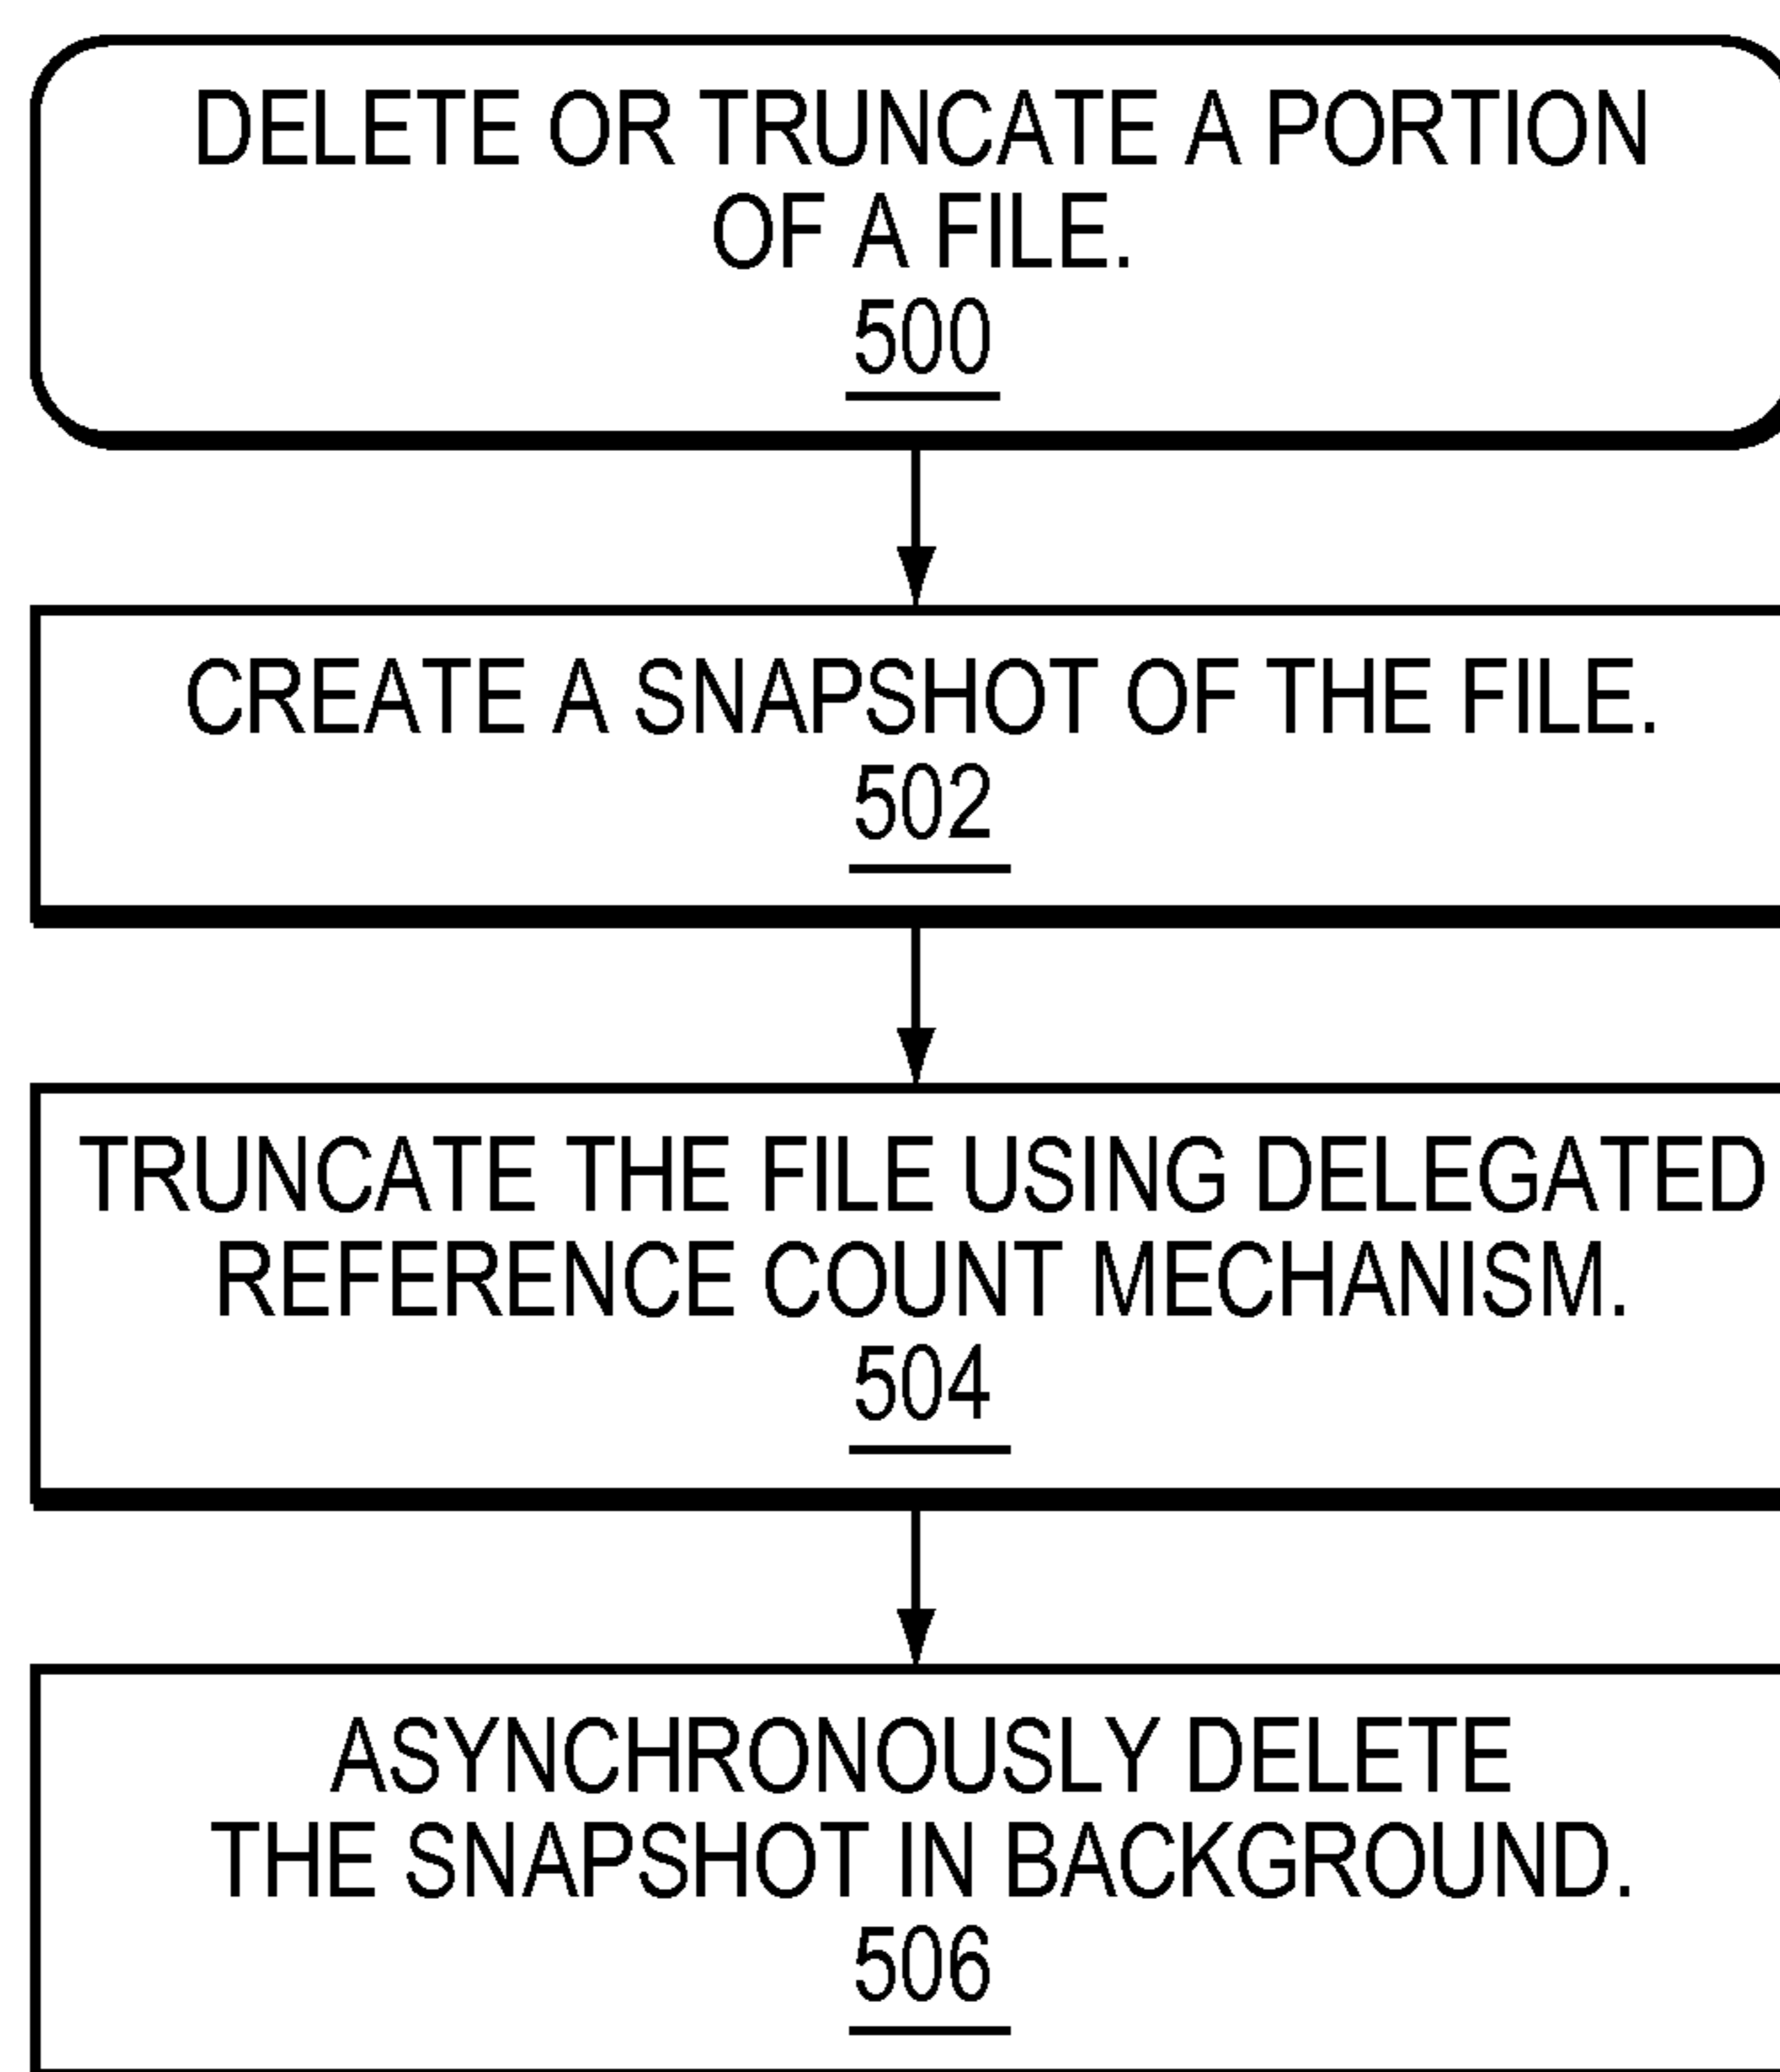 DELETE OR TRUNCATE A PORTION
OF A FILE.
500
CREATE A SNAPSHOT OF THE FILE.
502
TRUNCATE THE FILE USING DELEGATED
REFERENCE COUNT MECHANISM.
504
ASYNCHRONOUSLY DELETE
THE SNAPSHOT IN BACKGROUND.
506